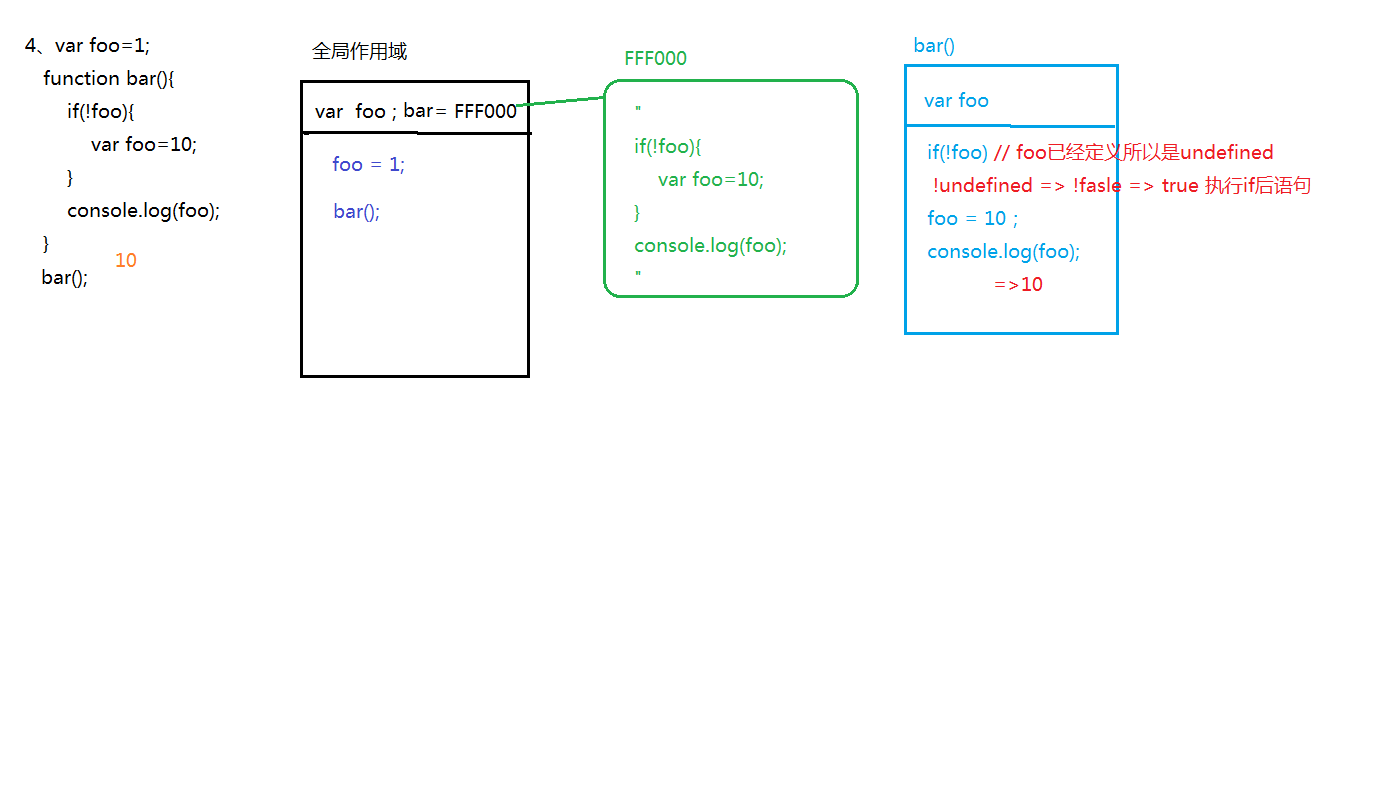 4、var foo=1;
function bar(){
if(!foo){
var foo=10;
}
console.log(foo);
}
10
bar();
全局作用域
var foo ; bar= FFF000
foo = 1;
bar();
FFF000
"
if(!foo){
var foo=10;
}
console.log(foo);
"
bar()
var foo
if(!foo) // foo已经定义所以是undefined
!undefined => !fasle => true 执行if后语句
foo = 10 ;
console.log(foo);
=>10